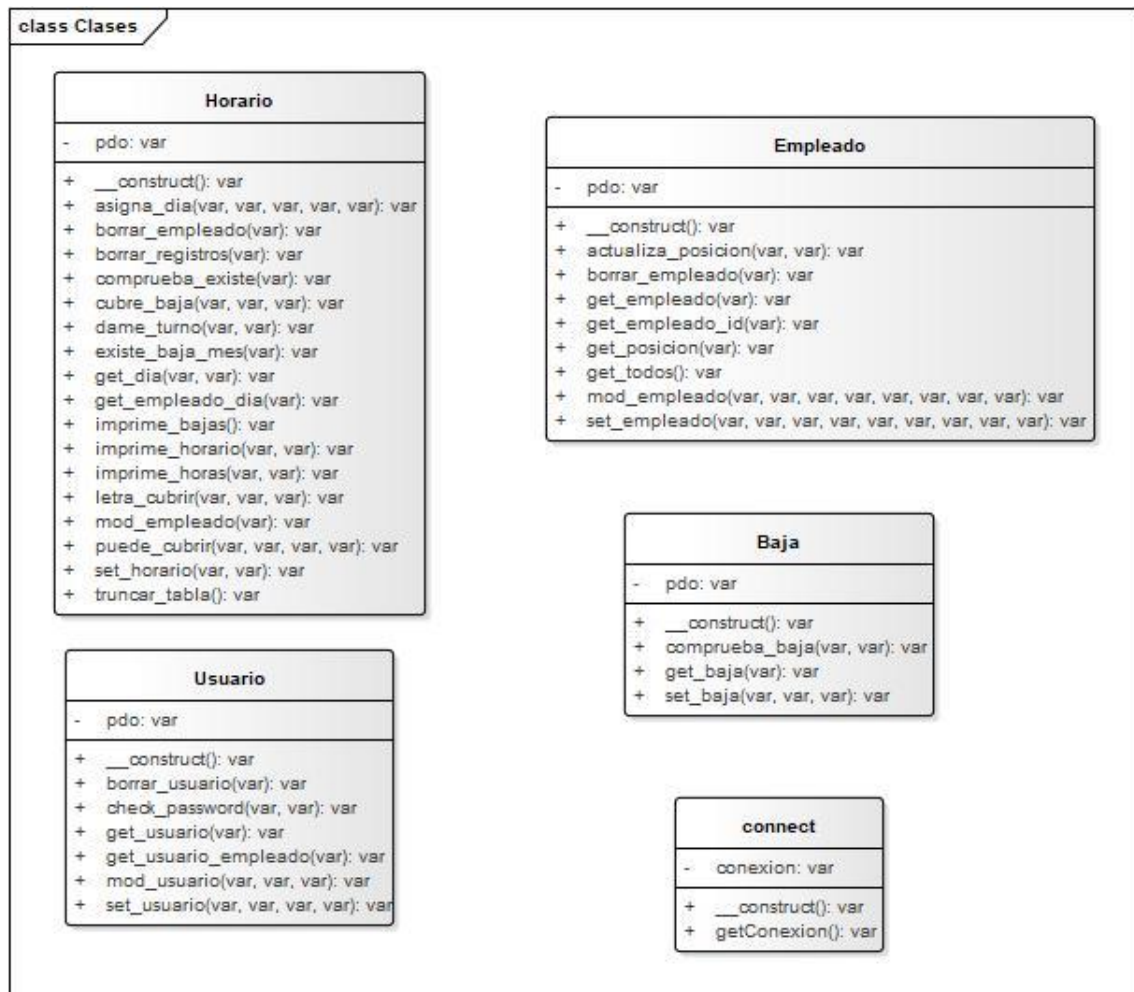 class Clases
Horario
- pdo: var
+ __construct(): var
+ asigna_dia(var, var, var, var, var): var
+ borrar_empleado(var): var
+ borrar_registros(var): var
+ comprueba_existe(var): var
+ cubre_baja(var, var, var): var
+ dame_turno(var, var): var
+ existe_baja_mes(var): var
+ get_dia(var, var): var
+ get_empleado_dia(var): var
+ imprime_bajas(): var
+ imprime_horario(var, var): var
+ imprime_horas(var, var): var
+ letra_cubrir(var, var, var): var
+ mod_empleado(var): var
+ puede_cubrir(var, var, var, var): var
+ set_horario(var, var): var
+ truncar_tabla(): var
Empleado
- pdo: var
+ __construct(): var
+ actualiza_posicion(var, var): var
+ borrar_empleado(var): var
+ get_empleado(var): var
+ get_empleado_id(var): var
+ get_posicion(var): var
+ get_todos(): var
+ mod_empleado(var, var, var, var, var, var, var, var): var
+ set_empleado(var, var, var, var, var, var, var, var, var): var
Baja
- pdo: var
+ __construct(): var
+ comprueba_baja(var, var): var
+ get_baja(var): var
+ set_baja(var, var, var): var
Usuario
- pdo: var
+ __construct(): var
+ borrar_usuario(var): var
+ check_password(var, var): var
+ get_usuario(var): var
+ get_usuario_empleado(var): var
+ mod_usuario(var, var, var): var
+ set_usuario(var, var, var, var): var
connect
- conexion: var
+ __construct(): var
+ getConexion(): var